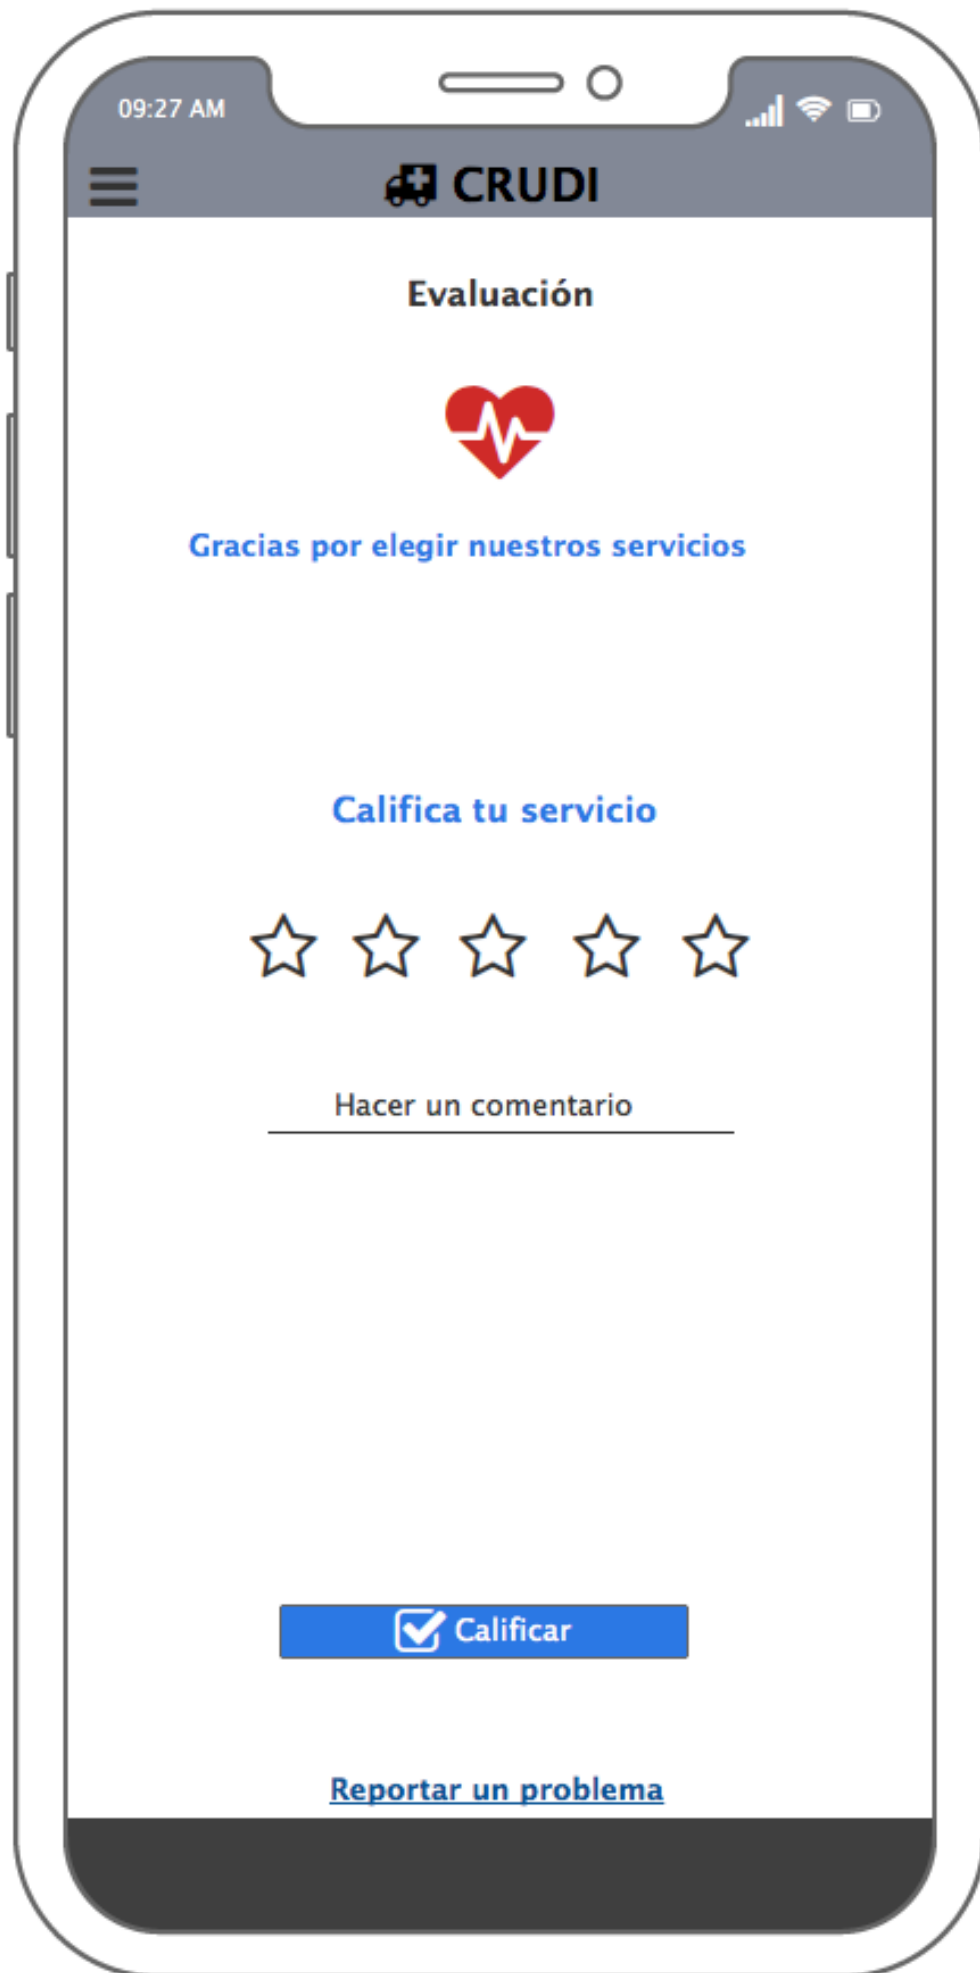 09:27 AM
CRUDI
Evaluación
Gracias por elegir nuestros servicios
Califica tu servicio
Hacer un comentario
Calificar
Reportar un problema